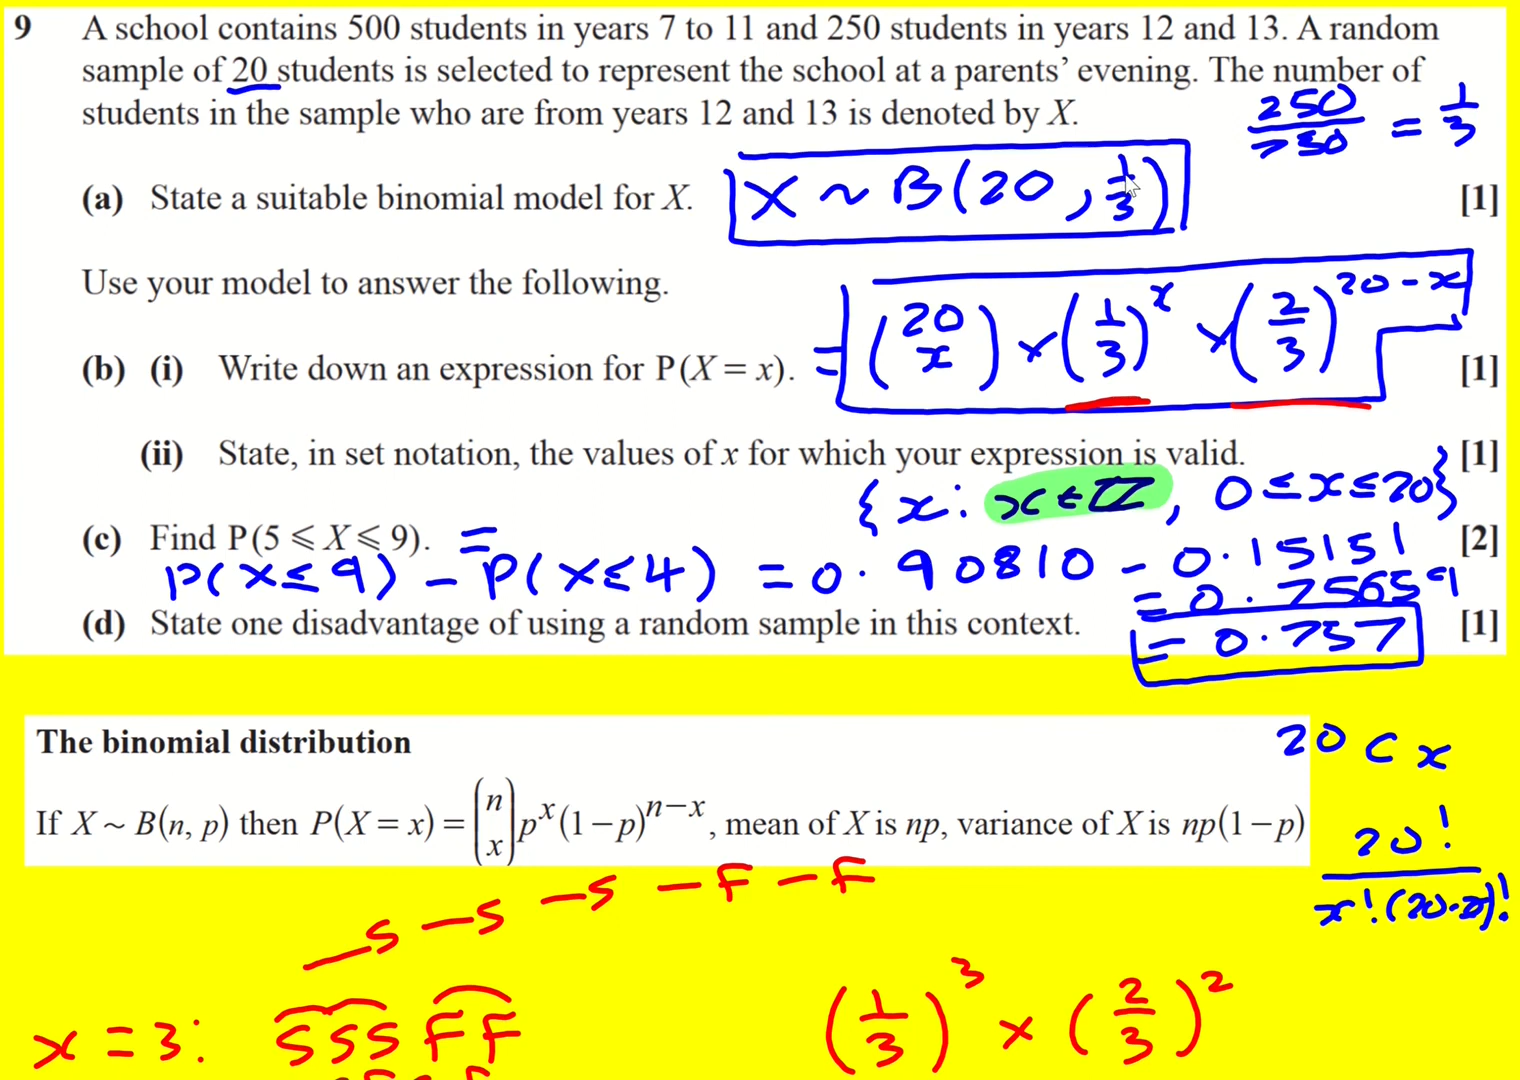 9 A school contains 500 students in years 7 to 11 and 250 students in years 12 and 13. A random
sample of 20 students is selected to represent the school at a parents’ evening. The number of
students in the sample who are from years 12 and 13 is denoted by X.
250/750 = 1/3
(a) State a suitable binomial model for X. [1]
X ~ B(20, 1/3)
Use your model to answer the following.
(b) (i) Write down an expression for P(X = x). [1]
= (20 x) × (1/3)^x × (2/3)^20-x
(ii) State, in set notation, the values of x for which your expression is valid. [1]
{x: x ∈ ℤ, 0 ≤ x ≤ 20}
(c) Find P(5 ⩽ X ⩽ 9). [2]
= P(X ≤ 9) - P(X ≤ 4) = 0.90810 - 0.15151
= 0.75659
(d) State one disadvantage of using a random sample in this context. [1]
= 0.757
The binomial distribution
If X ~ B(n, p) then P(X = x) = (n x) p^x (1−p)^n−x, mean of X is np, variance of X is np(1−p)
20 C x
20! / x!(20-x)!
S S S F F
x = 3: SSSFF
(1/3)^3 × (2/3)^2